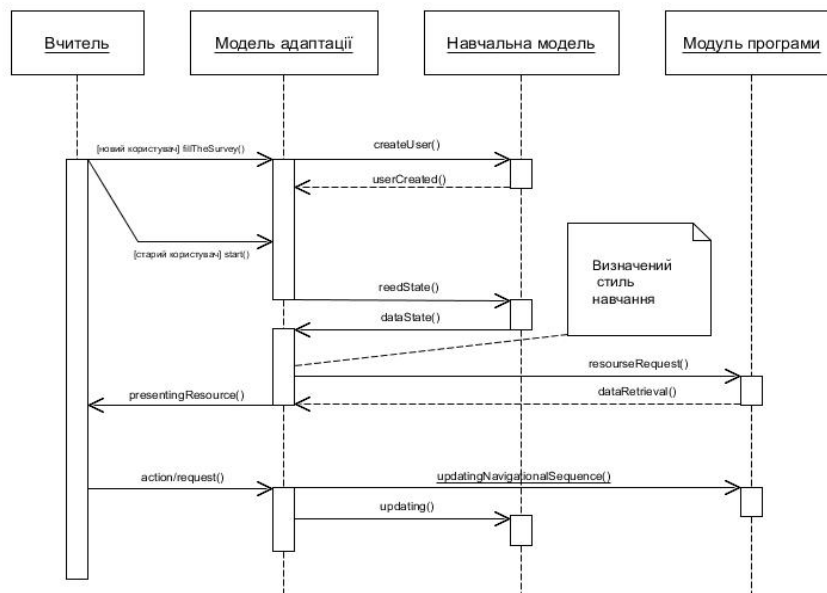 Вчитель
Модель адаптації
Навчальна модель
Модуль програми
[новий користувач] fillTheSurvey()
createUser()
userCreated()
[старий користувач] start()
Визначений
стиль
навчання
reedState()
dataState()
resourseRequest()
presentingResource()
dataRetrieval()
action/request()
updatingNavigationalSequence()
updating()